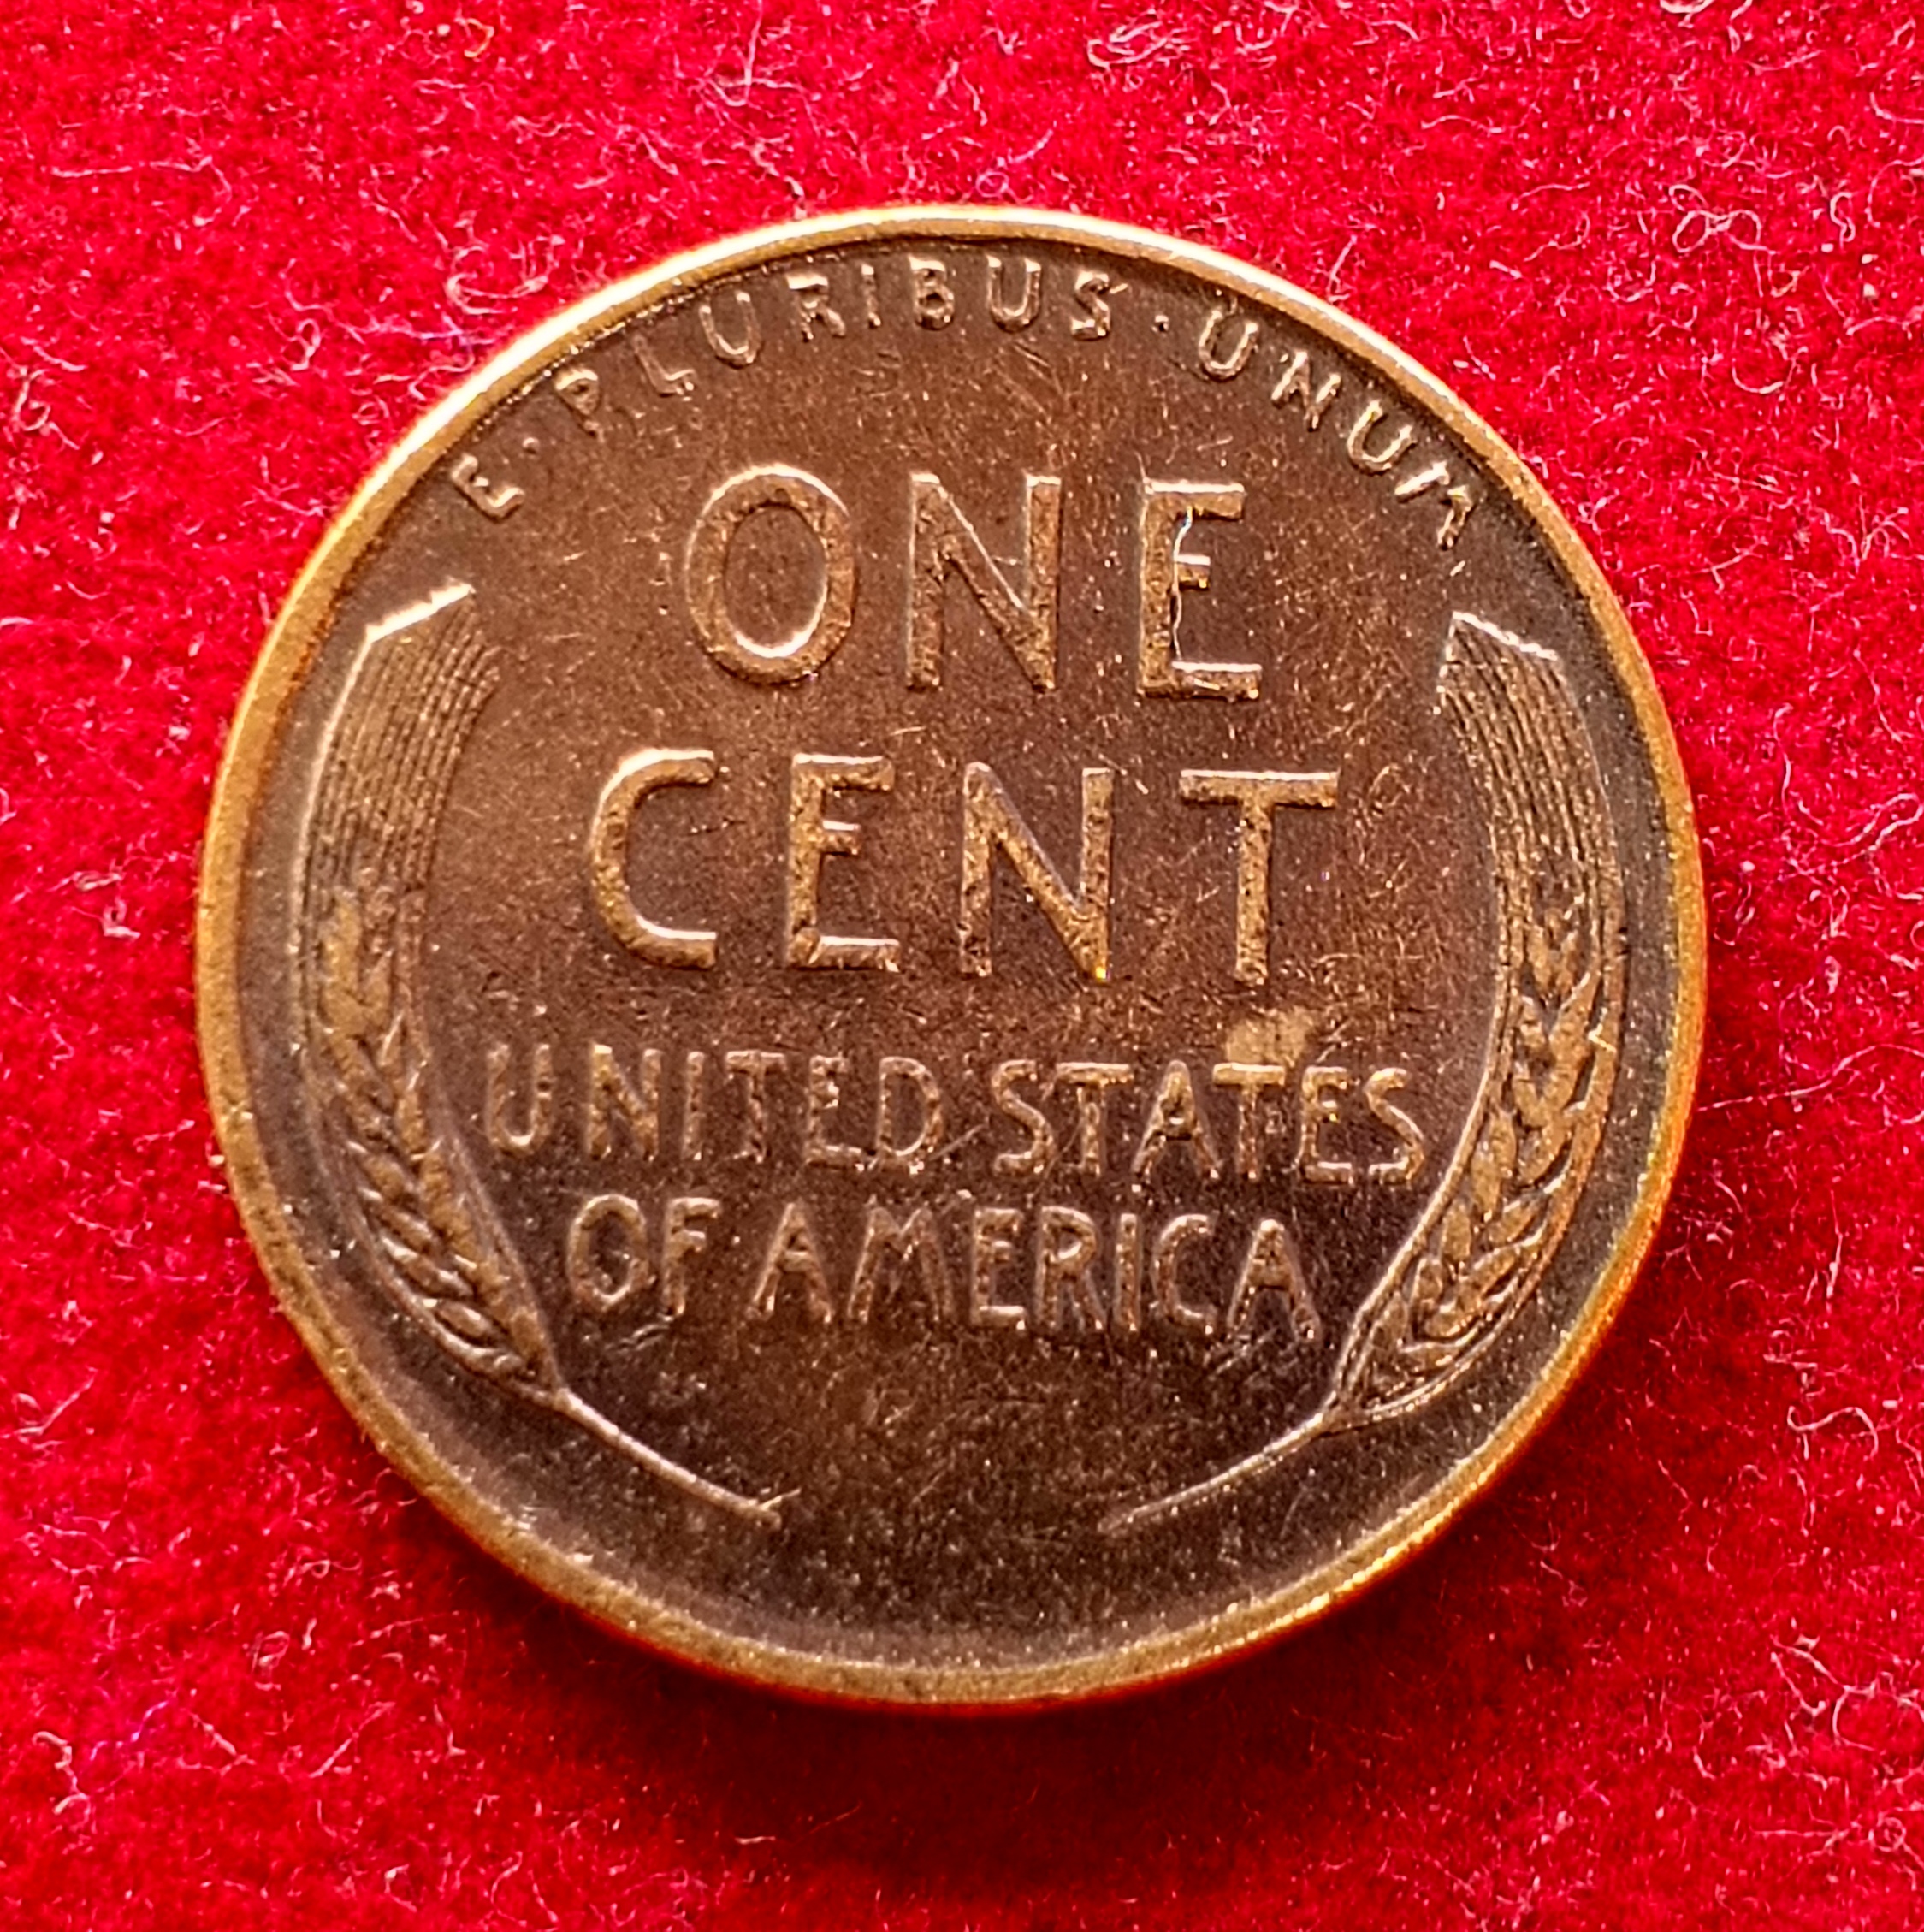 E·PLURIBUS·UNUM
ONE
CENT
UNITED STATES
OF AMERICA